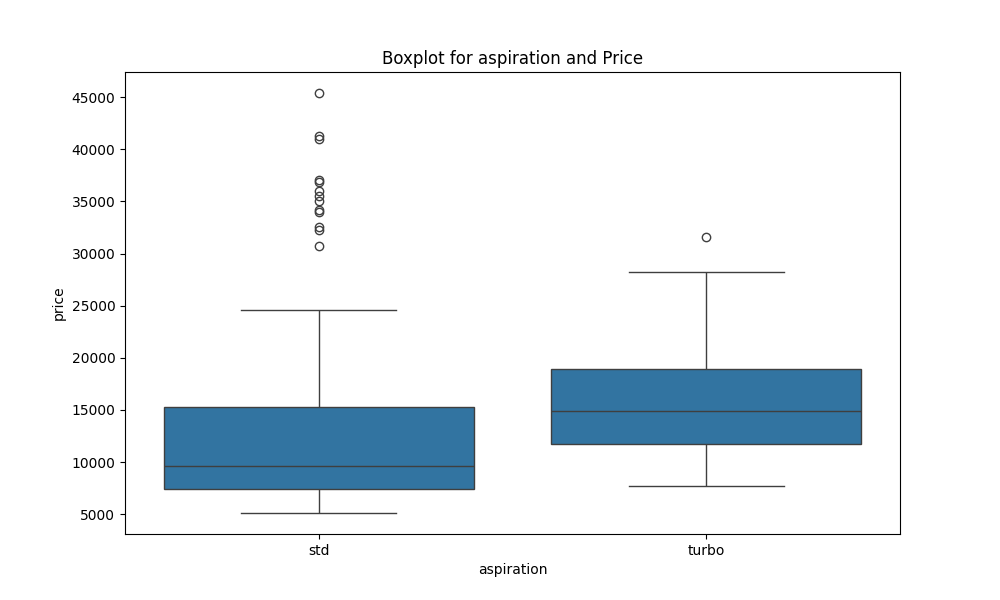 Boxplot for aspiration and Price
45000
40000
35000
30000
25000
20000
15000
10000
5000
price
std
turbo
aspiration